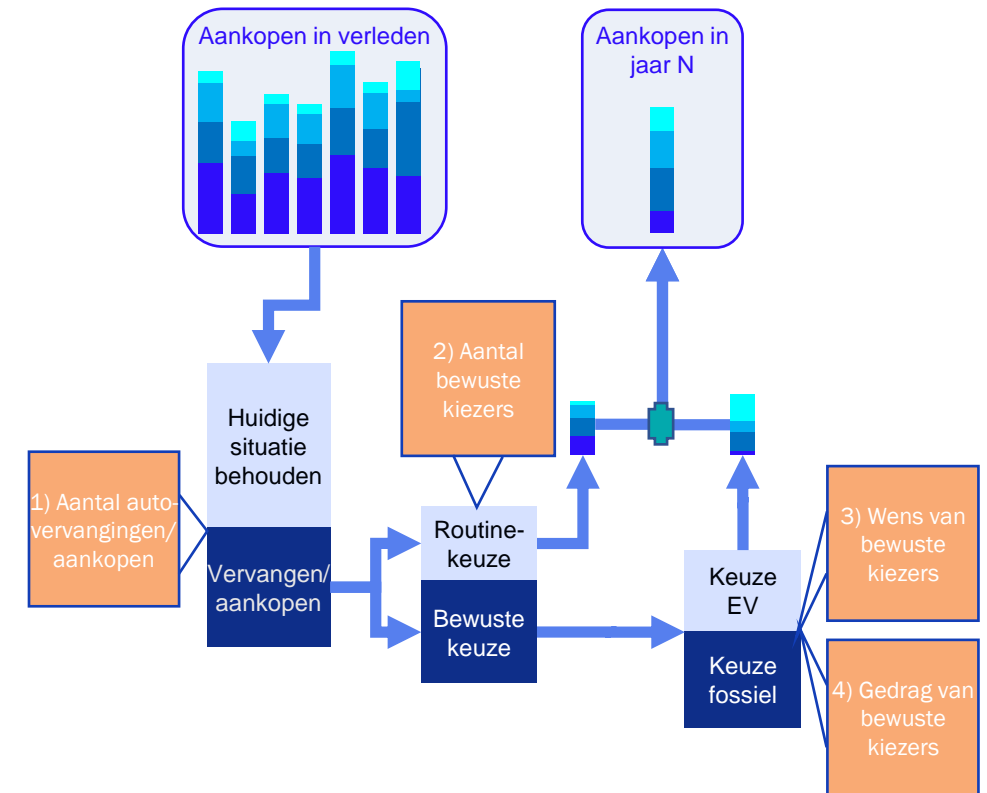 Aankopen in verleden
Aankopen in
jaar N
2) Aantal
bewuste
kiezers
Huidige
situatie
behouden
1) Aantal auto-
vervangingen/
aankopen
Vervangen/
aankopen
Routine-
keuze
Bewuste
keuze
Keuze
EV
Keuze
fossiel
3) Wens van
bewuste
kiezers
4) Gedrag van
bewuste
kiezers